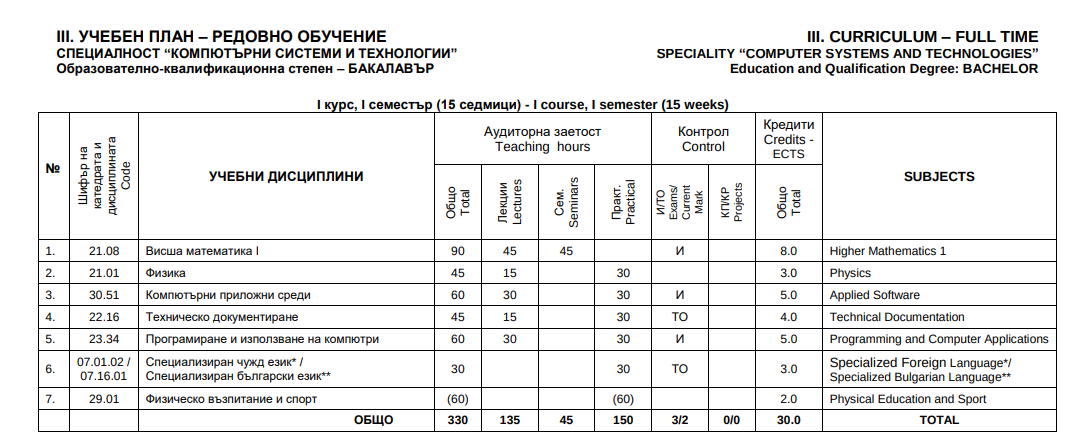 III. УЧЕБЕН ПЛАН – РЕДОВНО ОБУЧЕНИЕ
СПЕЦИАЛНОСТ “КОМПЮТЪРНИ СИСТЕМИ И ТЕХНОЛОГИИ”
Образователно-квалификационна степен – БАКАЛАВЪР
III. CURRICULUM – FULL TIME
SPECIALITY “COMPUTER SYSTEMS AND TECHNOLOGIES”
Education and Qualification Degree: BACHELOR
I курс, I семестър (15 седмици) - I course, I semester (15 weeks)
№
Шифър на
катедрата и
дисциплината
Code
УЧЕБНИ ДИСЦИПЛИНИ
Аудиторна заетост
Teaching hours
Контрол
Control
Кредити
Credits -
ECTS
SUBJECTS
Общо
Total
Лекции
Lectures
Сем.
Seminars
Практ.
Practical
И/ТО
Exams/
Current
Mark
КП/КР
Projects
Общо
Total
1. 21.08 Висша математика I 90 45 45 И 8.0 Higher Mathematics 1
2. 21.01 Физика 45 15 30 3.0 Physics
3. 30.51 Компютърни приложни среди 60 30 30 И 5.0 Applied Software
4. 22.16 Техническо документиране 45 15 30 ТО 4.0 Technical Documentation
5. 23.34 Програмиране и използване на компютри 60 30 30 И 5.0 Programming and Computer Applications
6. 07.01.02 / 07.16.01 Специализиран чужд език* / Специализиран български език** 30 30 ТО 3.0 Specialized Foreign Language*/ Specialized Bulgarian Language**
7. 29.01 Физическо възпитание и спорт (60) (60) 2.0 Physical Education and Sport
ОБЩО 330 135 45 150 3/2 0/0 30.0 TOTAL